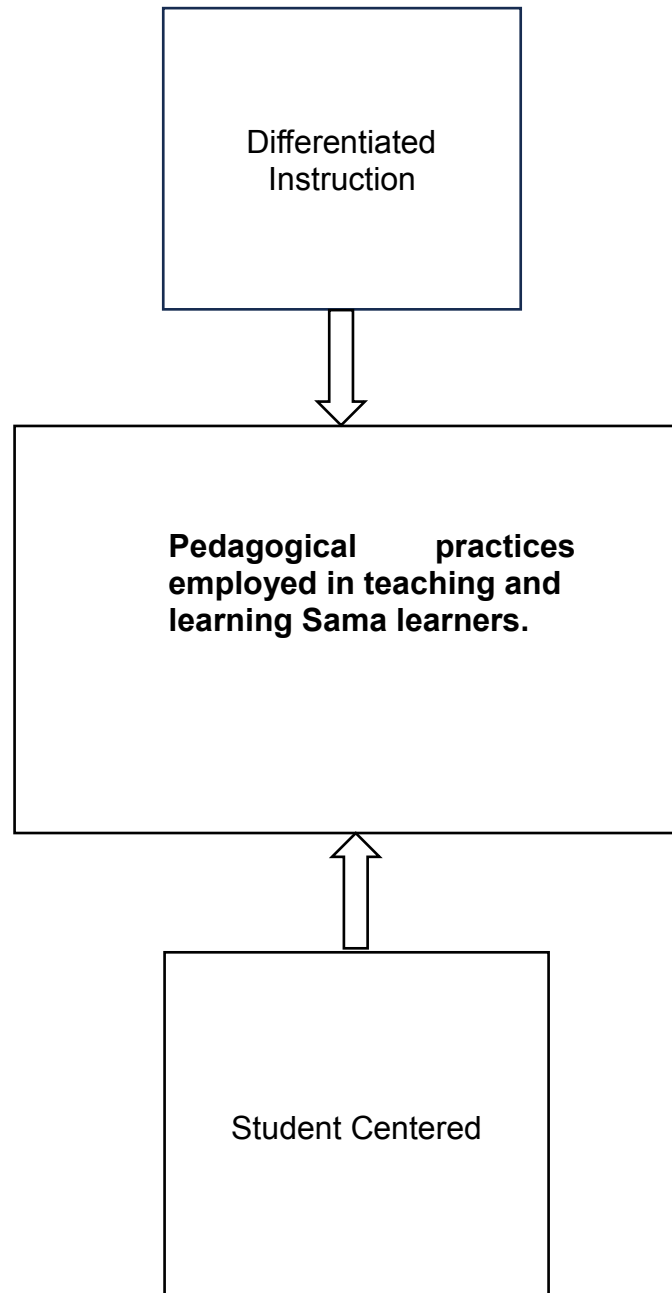 Differentiated
Instruction
Pedagogical practices
employed in teaching and
learning Sama learners.
Student Centered